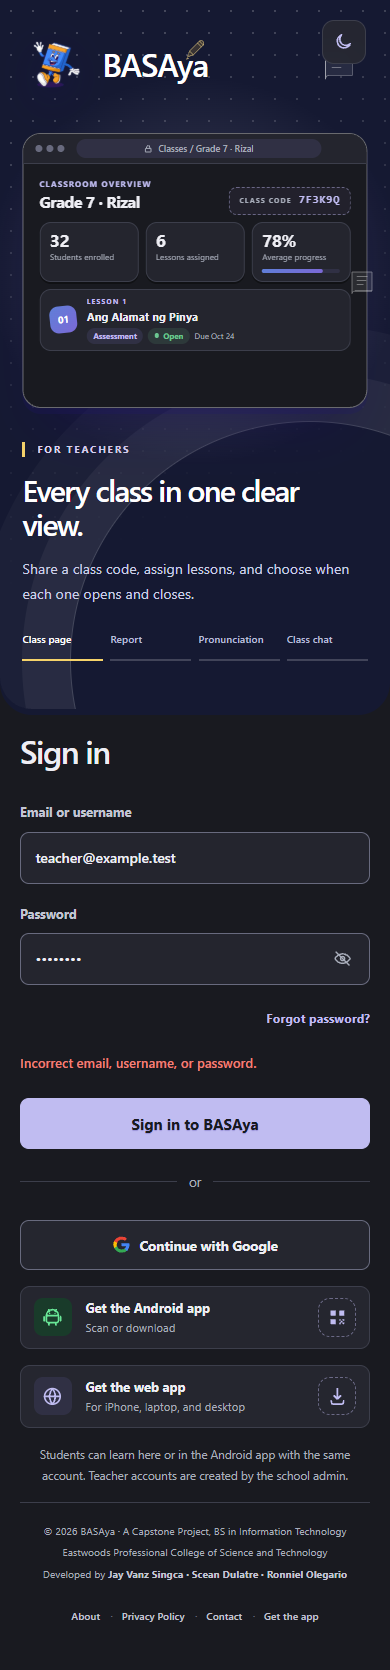 BASAya
Classes / Grade 7 · Rizal
CLASSROOM OVERVIEW
Grade 7 · Rizal
CLASS CODE 7F3K9Q
32
Students enrolled
6
Lessons assigned
78%
Average progress
01
LESSON 1
Ang Alamat ng Pinya
Assessment
Open
Due Oct 24
FOR TEACHERS
Every class in one clear
view.
Share a class code, assign lessons, and choose when
each one opens and closes.
Class page
Report
Pronunciation
Class chat
Sign in
Email or username
teacher@example.test
Password
••••••••
Forgot password?
Incorrect email, username, or password.
Sign in to BASAya
or
Continue with Google
Get the Android app
Scan or download
Get the web app
For iPhone, laptop, and desktop
Students can learn here or in the Android app with the same
account. Teacher accounts are created by the school admin.
© 2026 BASAya · A Capstone Project, BS in Information Technology
Eastwoods Professional College of Science and Technology
Developed by Jay Vanz Singca • Scean Dulatre • Ronniel Olegario
About · Privacy Policy · Contact · Get the app